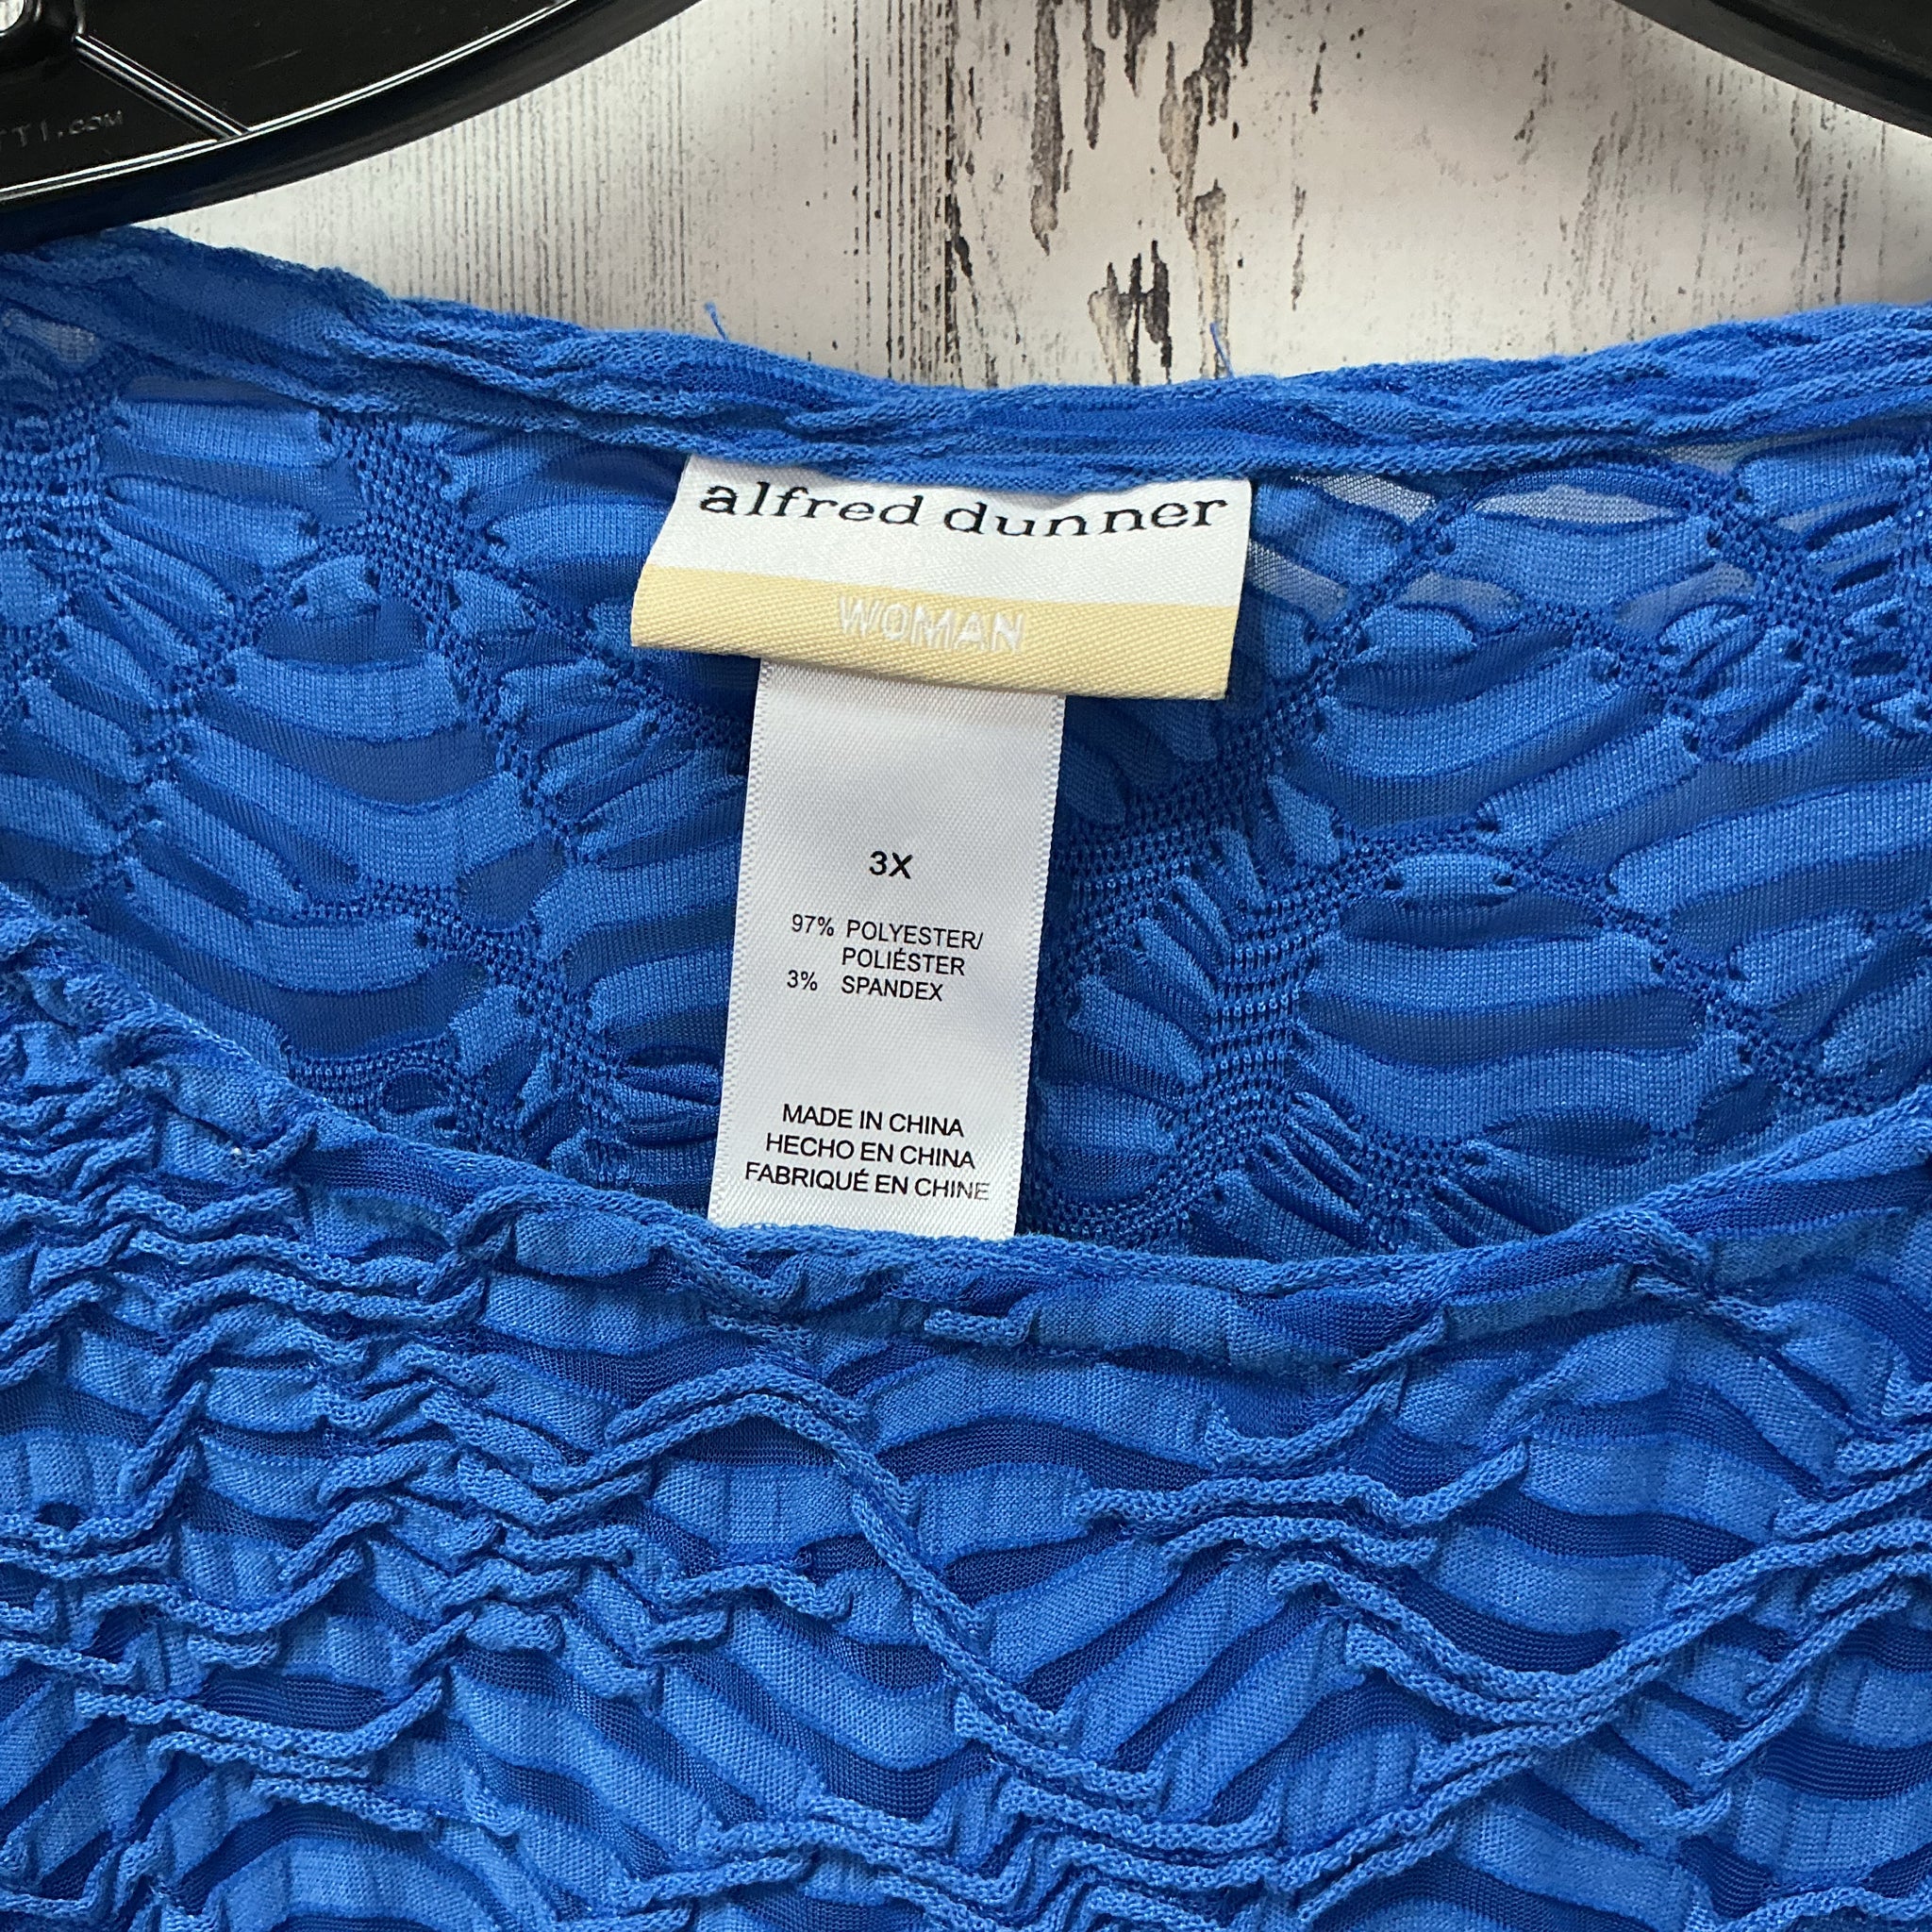 alfred dunner
WOMAN
3X
97% POLYESTER/
POLIÉSTER
3% SPANDEX
MADE IN CHINA
HECHO EN CHINA
FABRIQUÉ EN CHINE